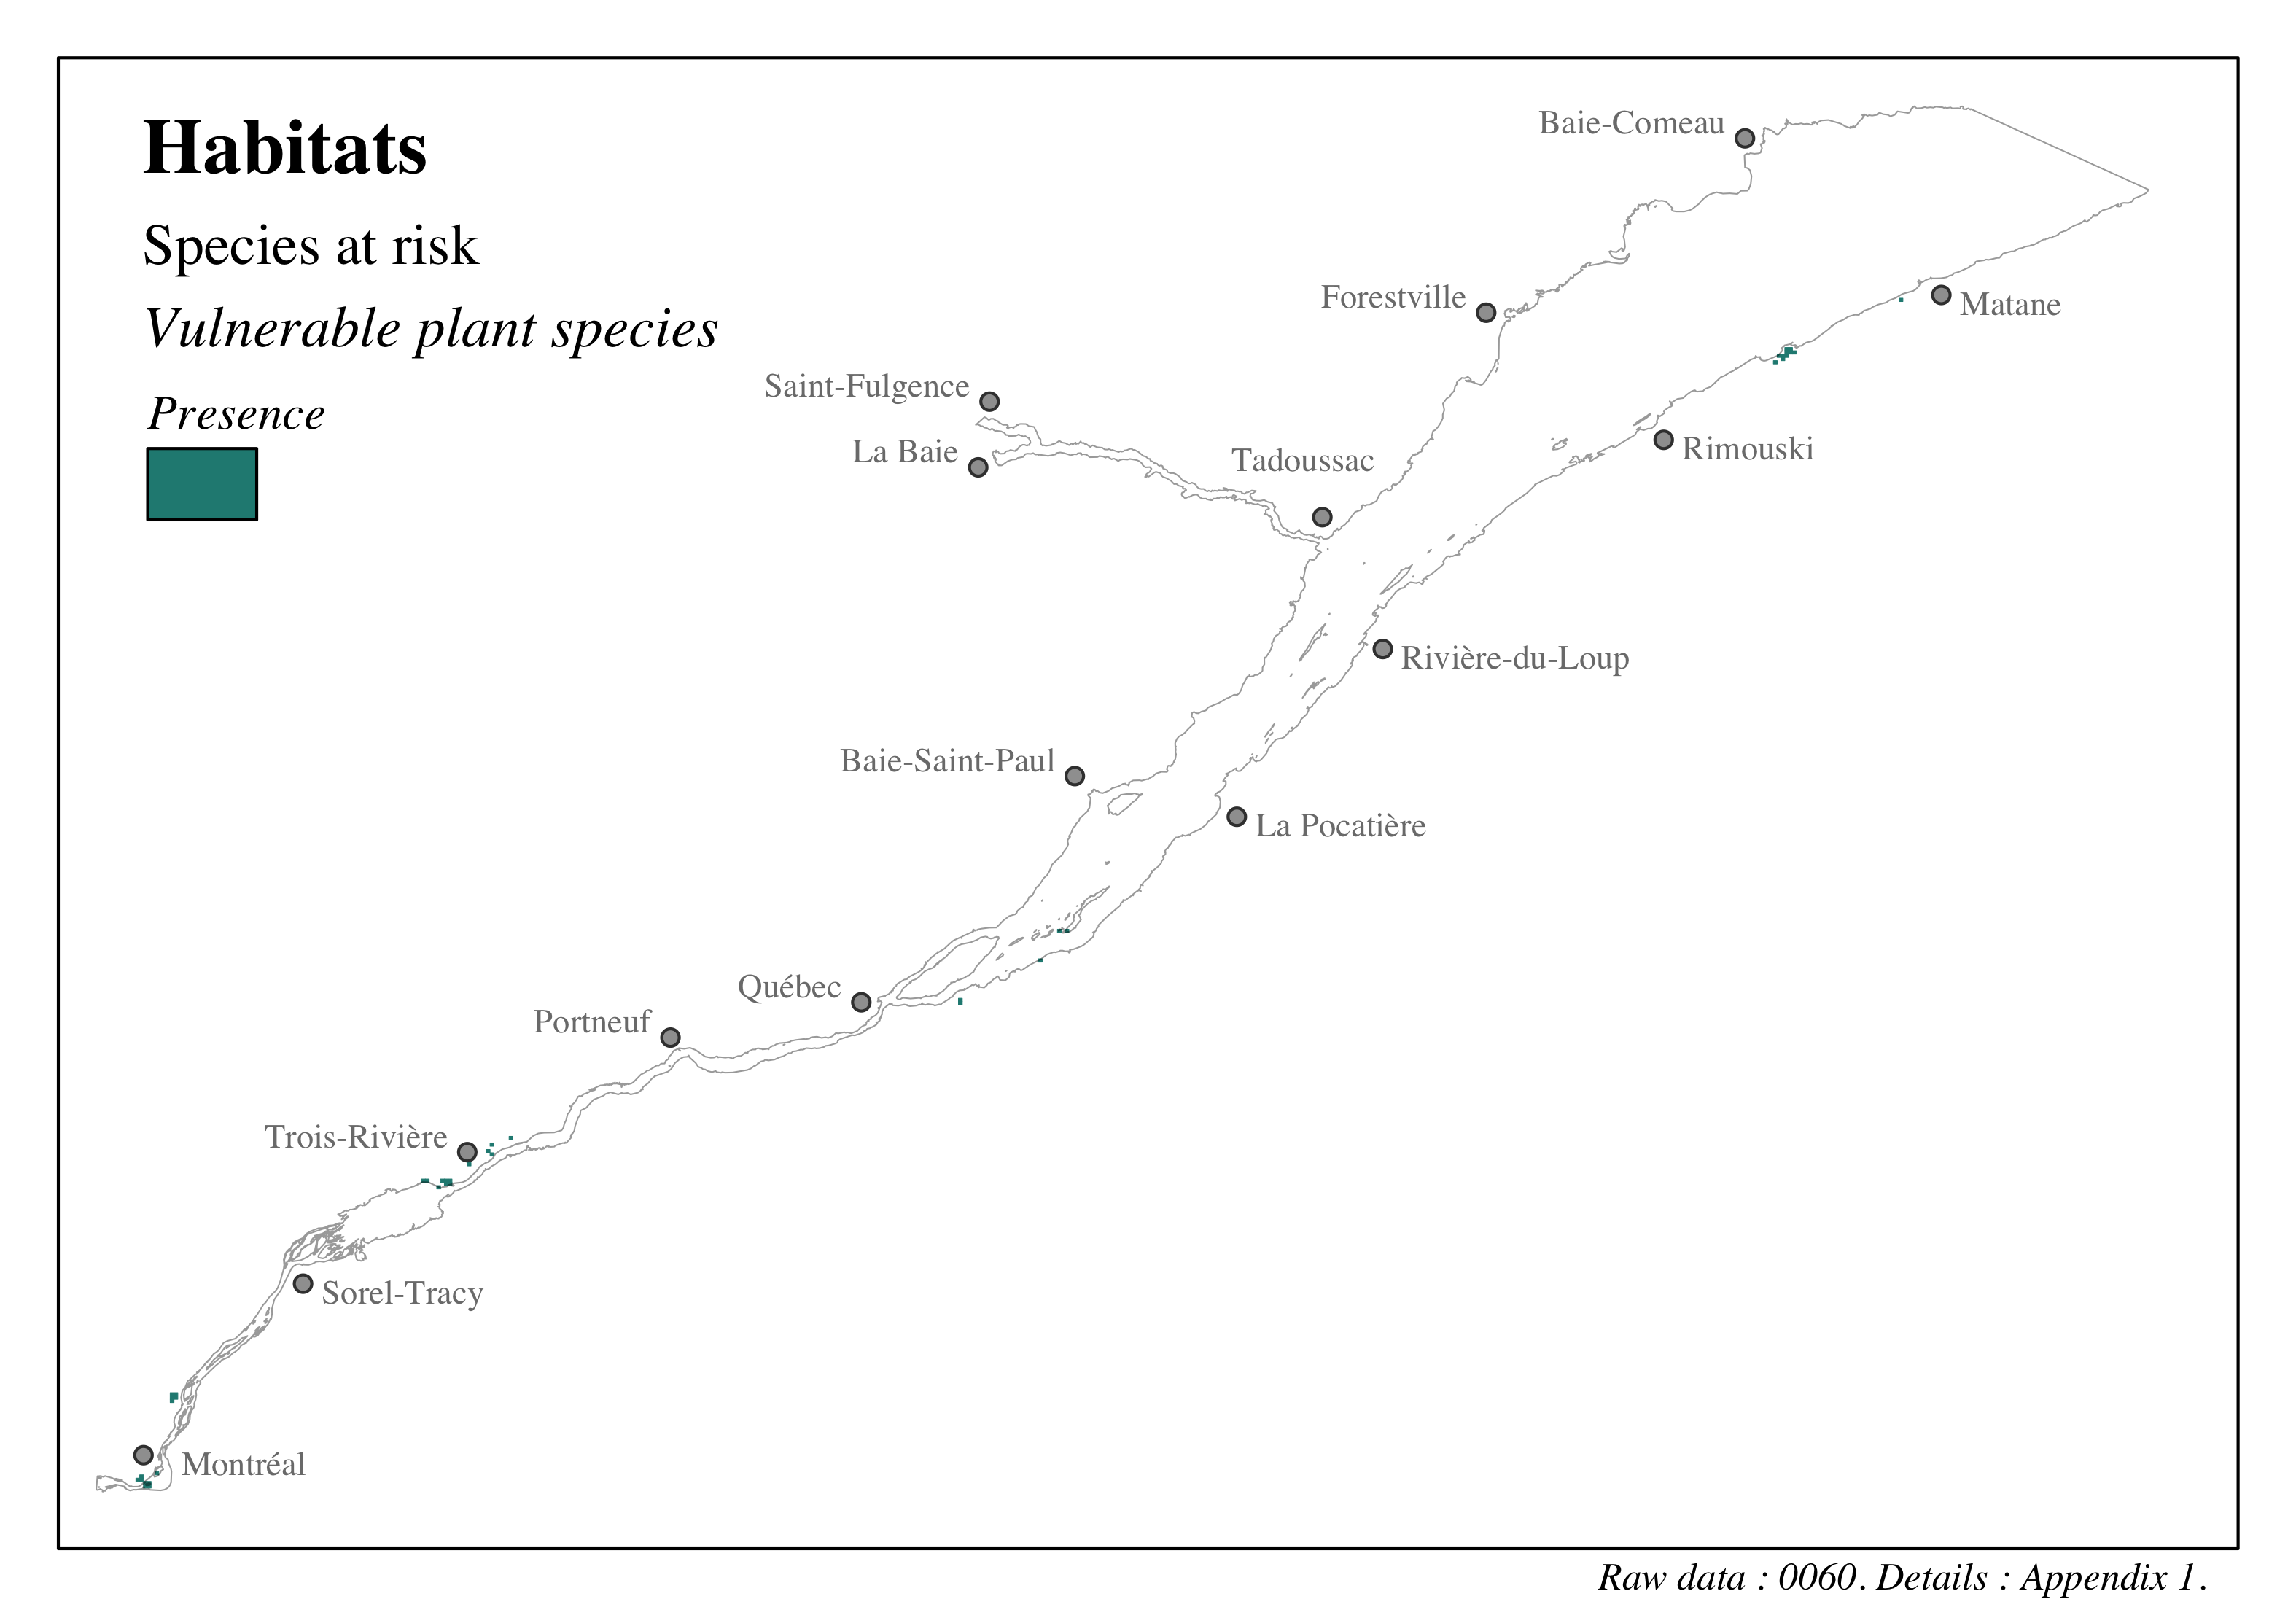 Habitats
Species at risk
Vulnerable plant species
Presence
Baie-Comeau
Forestville
Matane
Saint-Fulgence
La Baie
Tadoussac
Rimouski
Rivière-du-Loup
Baie-Saint-Paul
La Pocatière
Québec
Portneuf
Trois-Rivière
Sorel-Tracy
Montréal
Raw data : 0060. Details : Appendix 1.